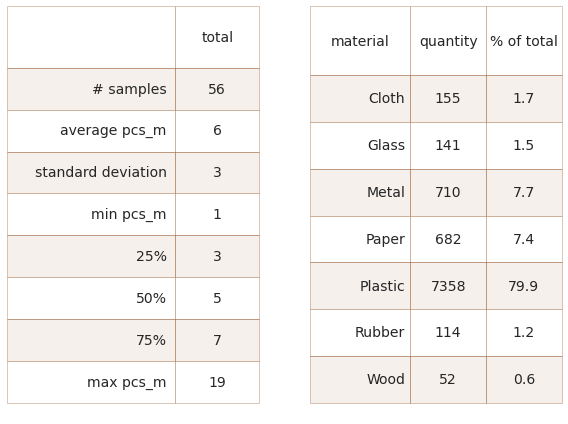 total
# samples 56
average pcs_m 6
standard deviation 3
min pcs_m 1
25% 3
50% 5
75% 7
max pcs_m 19
material quantity % of total
Cloth 155 1.7
Glass 141 1.5
Metal 710 7.7
Paper 682 7.4
Plastic 7358 79.9
Rubber 114 1.2
Wood 52 0.6